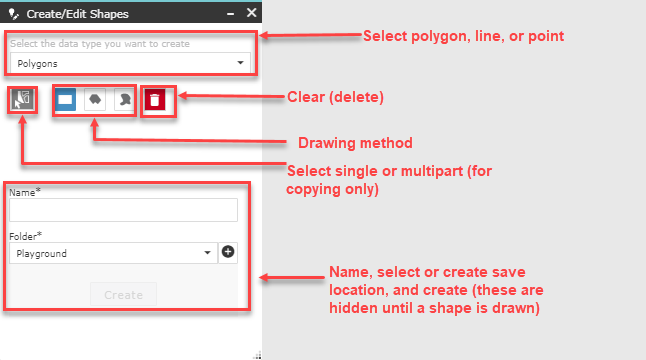 Create/Edit Shapes
Select the data type you want to create
Select polygon, line, or point
Polygons
Clear (delete)
Drawing method
Select single or multipart (for
copying only)
Name*
Folder*
Playground
Name, select or create save
location, and create (these are
hidden until a shape is drawn)
Create